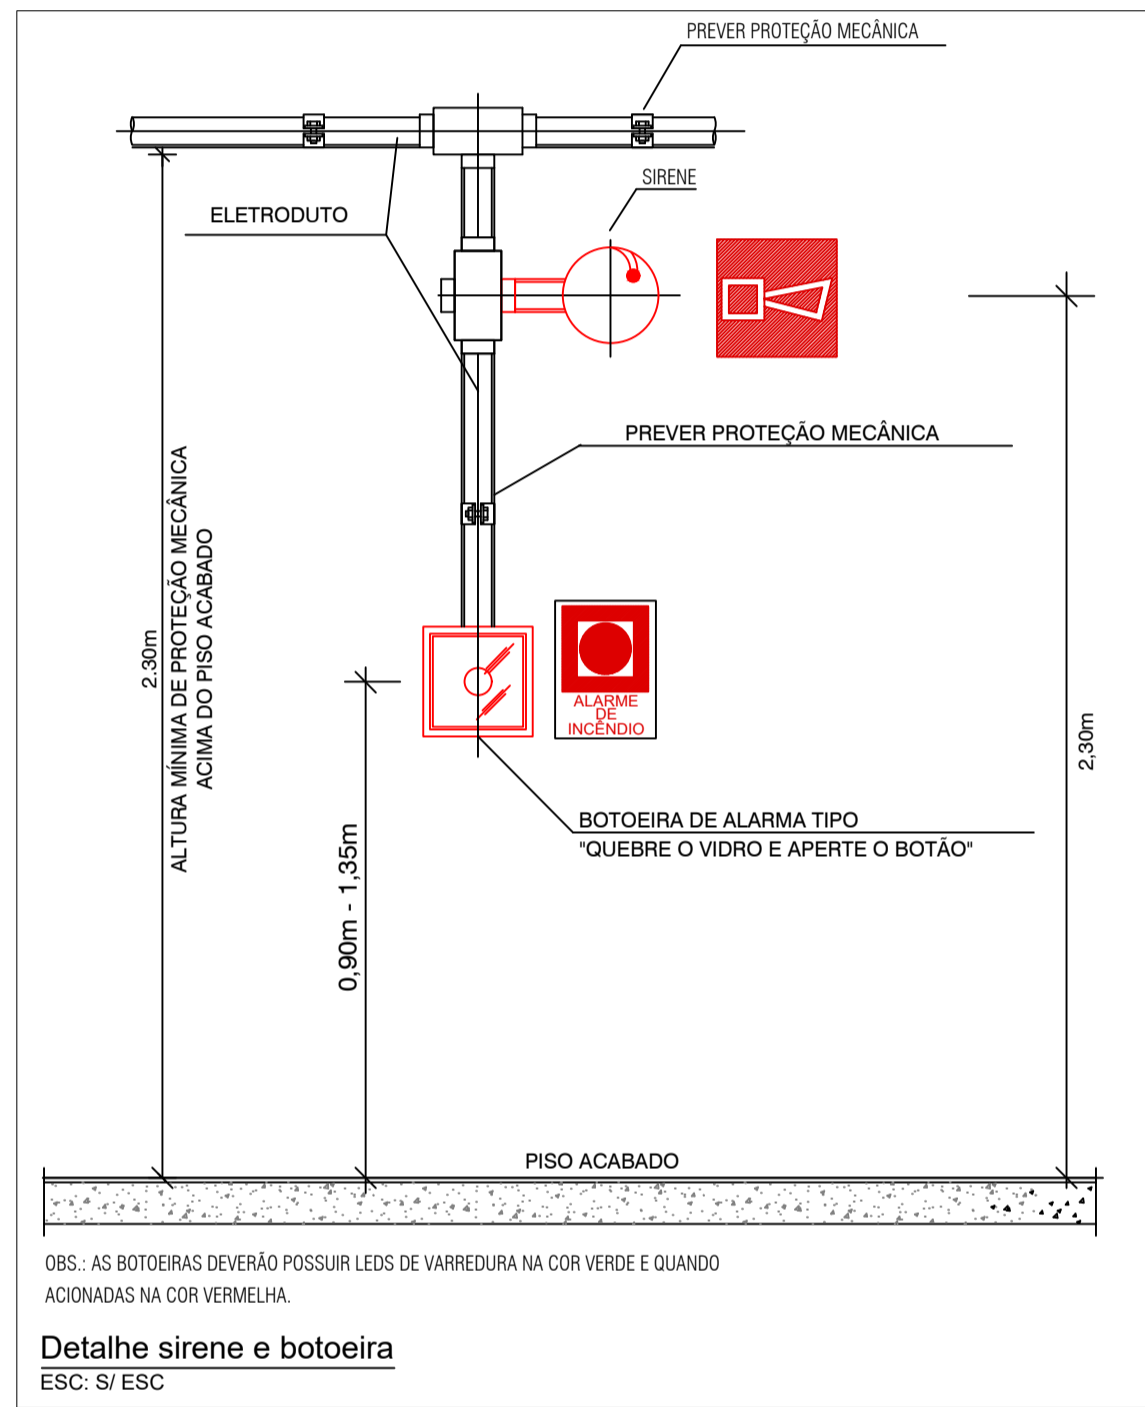 PREVER PROTEÇÃO MECÂNICA
SIRENE
ELETRODUTO
PREVER PROTEÇÃO MECÂNICA
2.30m
ALTURA MÍNIMA DE PROTEÇÃO MECÂNICA
ACIMA DO PISO ACABADO
ALARME
DE
INCÊNDIO
2,30m
BOTOEIRA DE ALARMA TIPO
"QUEBRE O VIDRO E APERTE O BOTÃO"
0,90m - 1,35m
PISO ACABADO
OBS.: AS BOTOEIRAS DEVERÃO POSSUIR LEDS DE VARREDURA NA COR VERDE E QUANDO
ACIONADAS NA COR VERMELHA.
Detalhe sirene e botoeira
ESC: S/ ESC